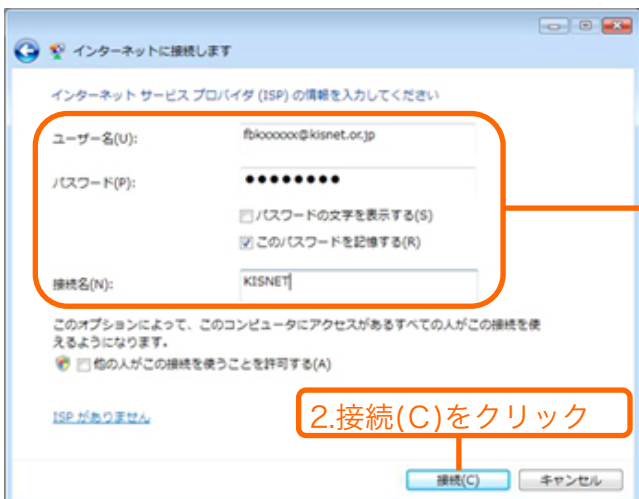 インターネットに接続します
インターネット サービス プロバイダ (ISP) の情報を入力してください
ユーザー名(U):
fbkxxxxxx@kisnet.or.jp
パスワード(P):
●●●●●●●●
パスワードの文字を表示する(S)
このパスワードを記憶する(R)
接続名(N):
KISNET
このオプションによって、このコンピュータにアクセスがあるすべての人がこの接続を使
えるようになります。
他の人がこの接続を使うことを許可する(A)
ISP がありません
2.接続(C)をクリック
接続(C)
キャンセル